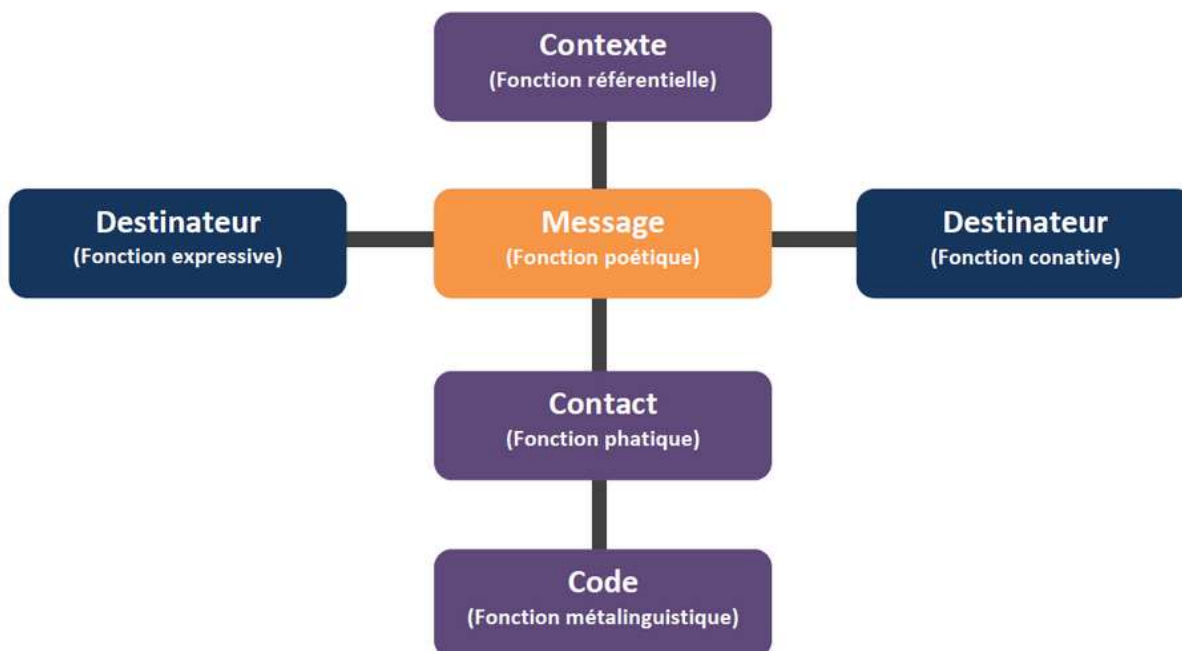 Contexte
(Fonction référentielle)
Destinateur
(Fonction expressive)
Message
(Fonction poétique)
Destinateur
(Fonction conative)
Contact
(Fonction phatique)
Code
(Fonction métalinguistique)